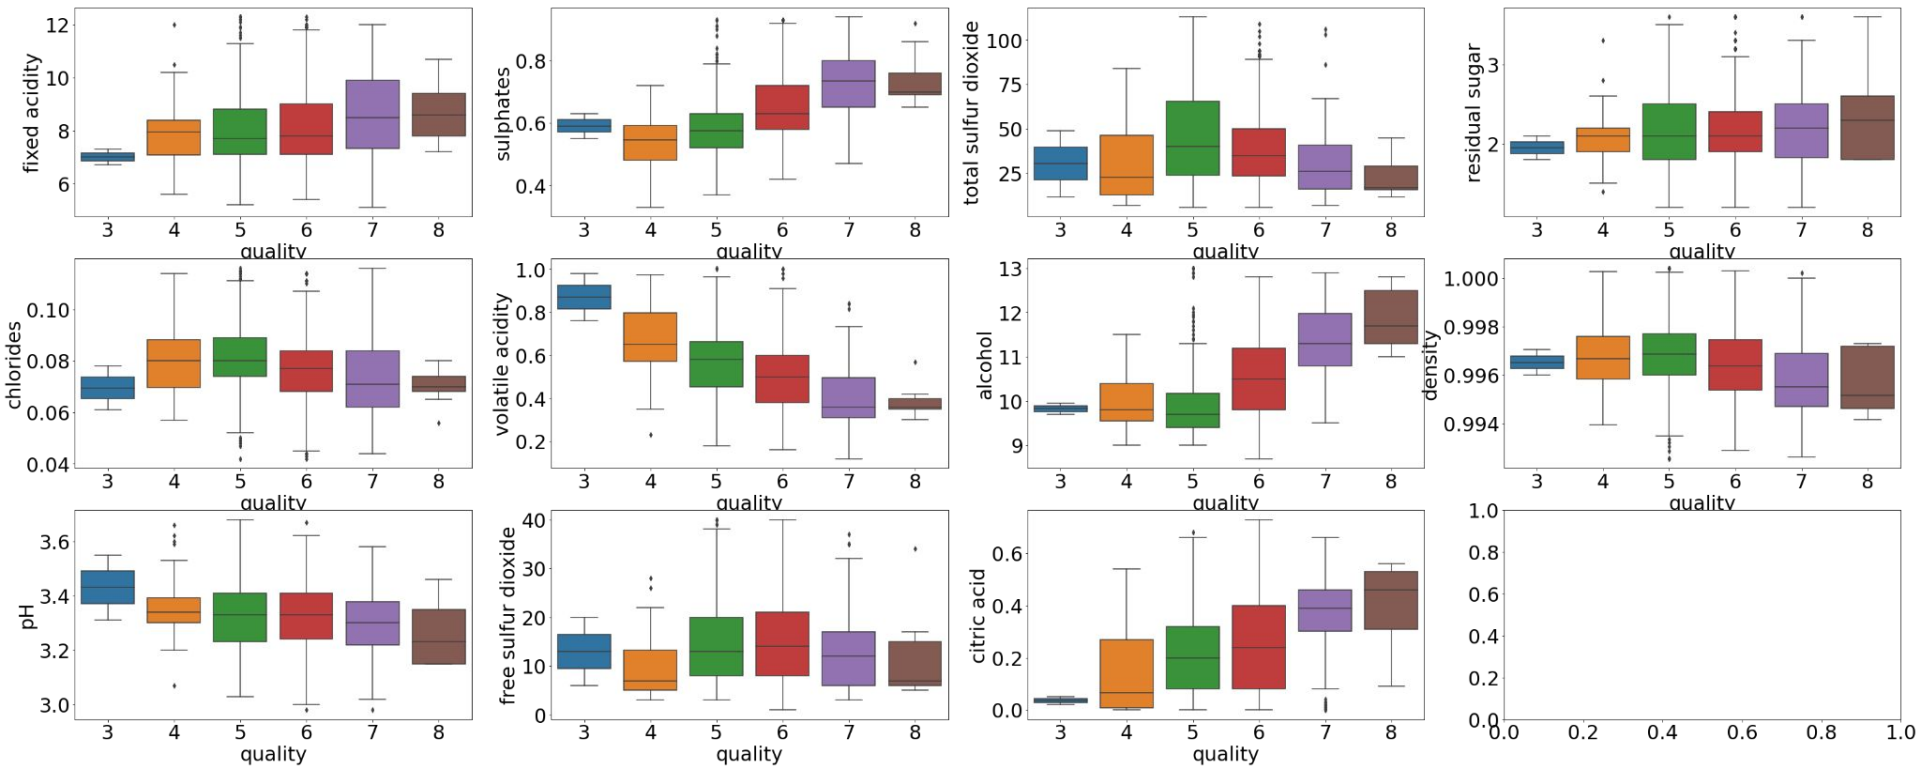 fixed acidity
12
10
8
6
3 4 5 6 7 8
quality
sulphates
0.8
0.6
0.4
3 4 5 6 7 8
quality
total sulfur dioxide
100
75
50
25
3 4 5 6 7 8
quality
residual sugar
3
2
3 4 5 6 7 8
quality
chlorides
0.10
0.08
0.06
0.04
3 4 5 6 7 8
quality
volatile acidity
1.0
0.8
0.6
0.4
0.2
3 4 5 6 7 8
quality
alcohol
13
12
11
10
9
3 4 5 6 7 8
quality
density
1.000
0.998
0.996
0.994
3 4 5 6 7 8
quality
pH
3.6
3.4
3.2
3.0
3 4 5 6 7 8
quality
free sulfur dioxide
40
30
20
10
0
3 4 5 6 7 8
quality
citric acid
0.6
0.4
0.2
0.0
3 4 5 6 7 8
quality
1.0
0.8
0.6
0.4
0.2
0.0
0.0 0.2 0.4 0.6 0.8 1.0